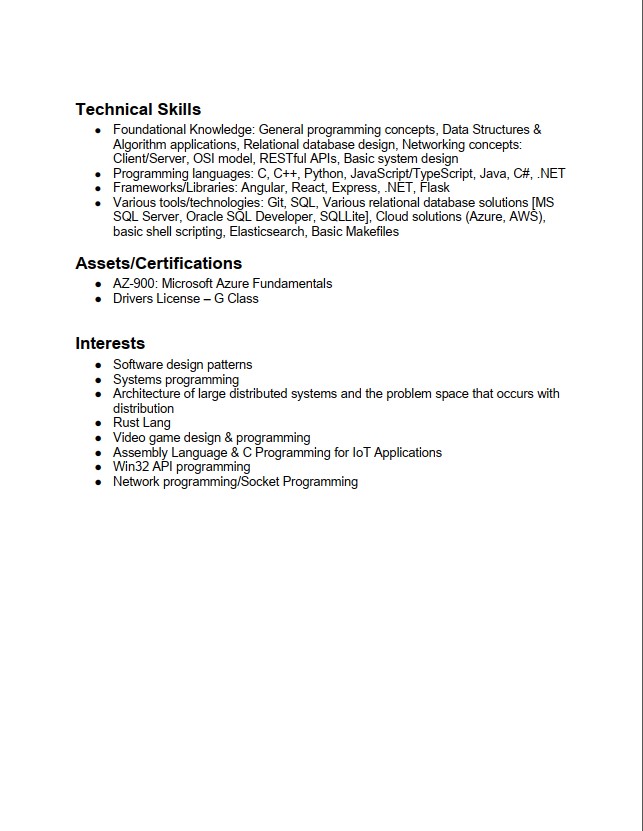 Technical Skills
● Foundational Knowledge: General programming concepts, Data Structures &
Algorithm applications, Relational database design, Networking concepts:
Client/Server, OSI model, RESTful APIs, Basic system design
● Programming languages: C, C++, Python, JavaScript/TypeScript, Java, C#, .NET
● Frameworks/Libraries: Angular, React, Express, .NET, Flask
● Various tools/technologies: Git, SQL, Various relational database solutions [MS
SQL Server, Oracle SQL Developer, SQLLite], Cloud solutions (Azure, AWS),
basic shell scripting, Elasticsearch, Basic Makefiles
Assets/Certifications
● AZ-900: Microsoft Azure Fundamentals
● Drivers License – G Class
Interests
● Software design patterns
● Systems programming
● Architecture of large distributed systems and the problem space that occurs with
distribution
● Rust Lang
● Video game design & programming
● Assembly Language & C Programming for IoT Applications
● Win32 API programming
● Network programming/Socket Programming